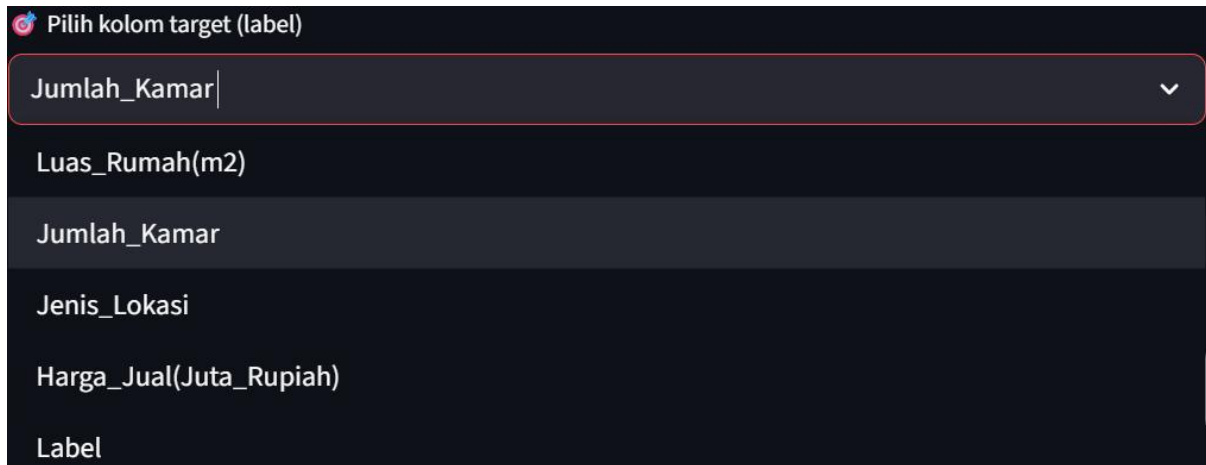 🎯 Pilih kolom target (label)
Jumlah_Kamar
Luas_Rumah(m2)
Jumlah_Kamar
Jenis_Lokasi
Harga_Jual(Juta_Rupiah)
Label